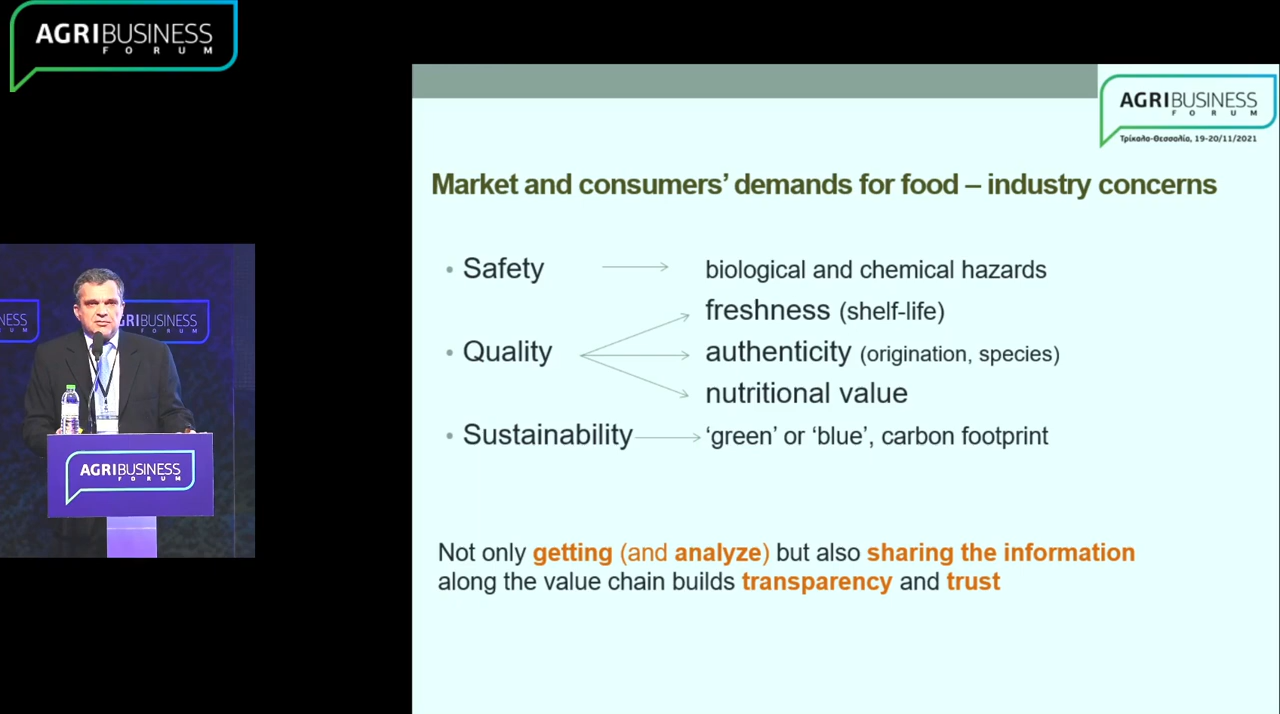 AGRIBUSINESS
FORUM
AGRIBUSINESS
FORUM
Τρίκαλα-Θεσσαλία, 19-20/11/2021
Market and consumers’ demands for food – industry concerns
• Safety
biological and chemical hazards
freshness (shelf-life)
• Quality
authenticity (origination, species)
nutritional value
• Sustainability
‘green’ or ‘blue’, carbon footprint
Not only getting (and analyze) but also sharing the information
along the value chain builds transparency and trust
INESS
RIBUSINESS
AGRIBUSINESS
FORUM